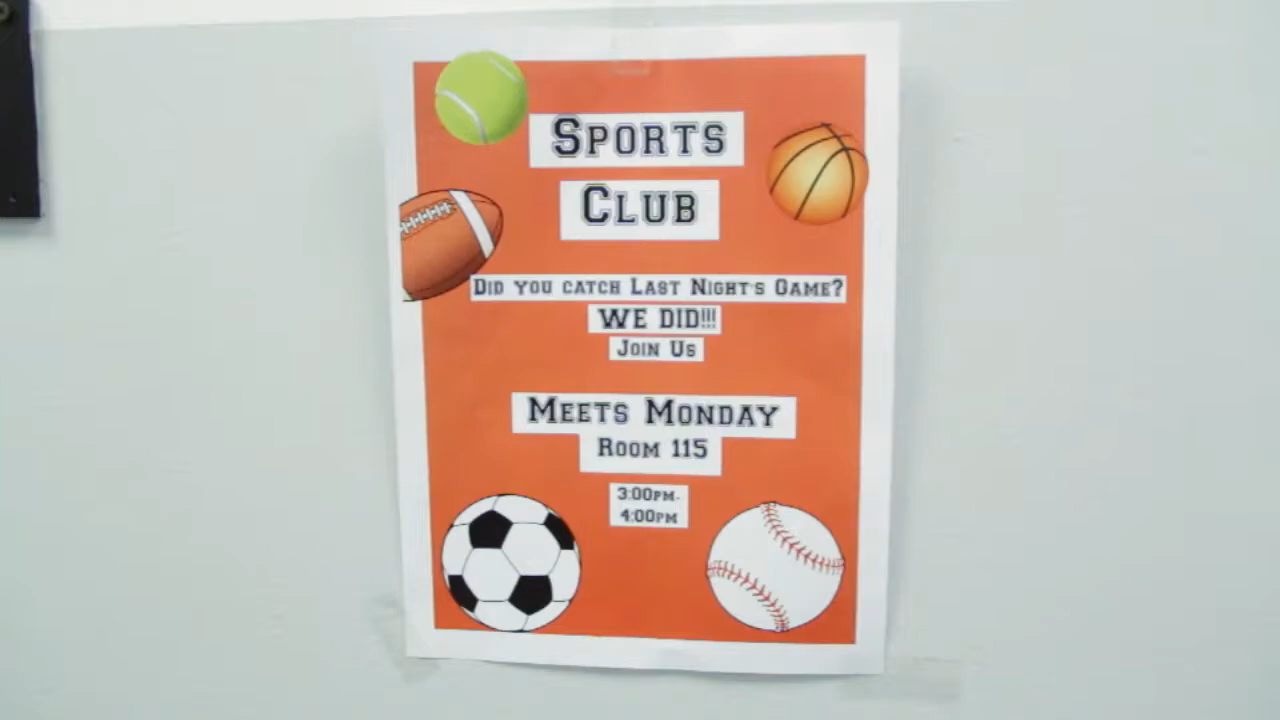 Sports
Club
Did you catch Last Night's Game?
WE DID!!!
Join Us
Meets Monday
Room 115
3:00pm-
4:00pm